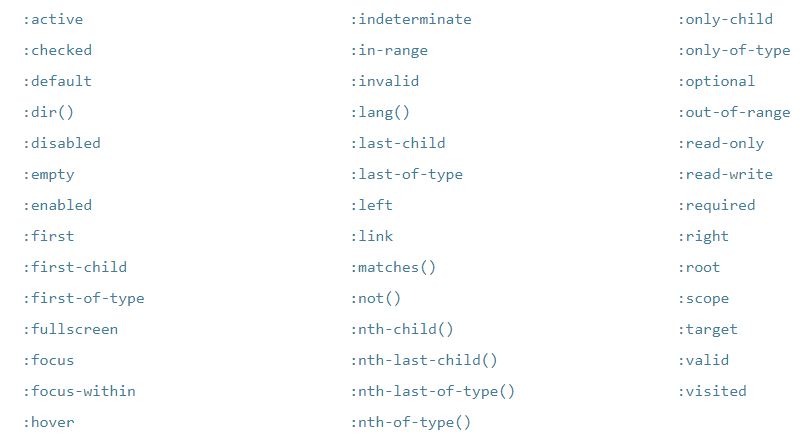 :active
:checked
:default
:dir()
:disabled
:empty
:enabled
:first
:first-child
:first-of-type
:fullscreen
:focus
:focus-within
:hover
:indeterminate
:in-range
:invalid
:lang()
:last-child
:last-of-type
:left
:link
:matches()
:not()
:nth-child()
:nth-last-child()
:nth-last-of-type()
:nth-of-type()
:only-child
:only-of-type
:optional
:out-of-range
:read-only
:read-write
:required
:right
:root
:scope
:target
:valid
:visited